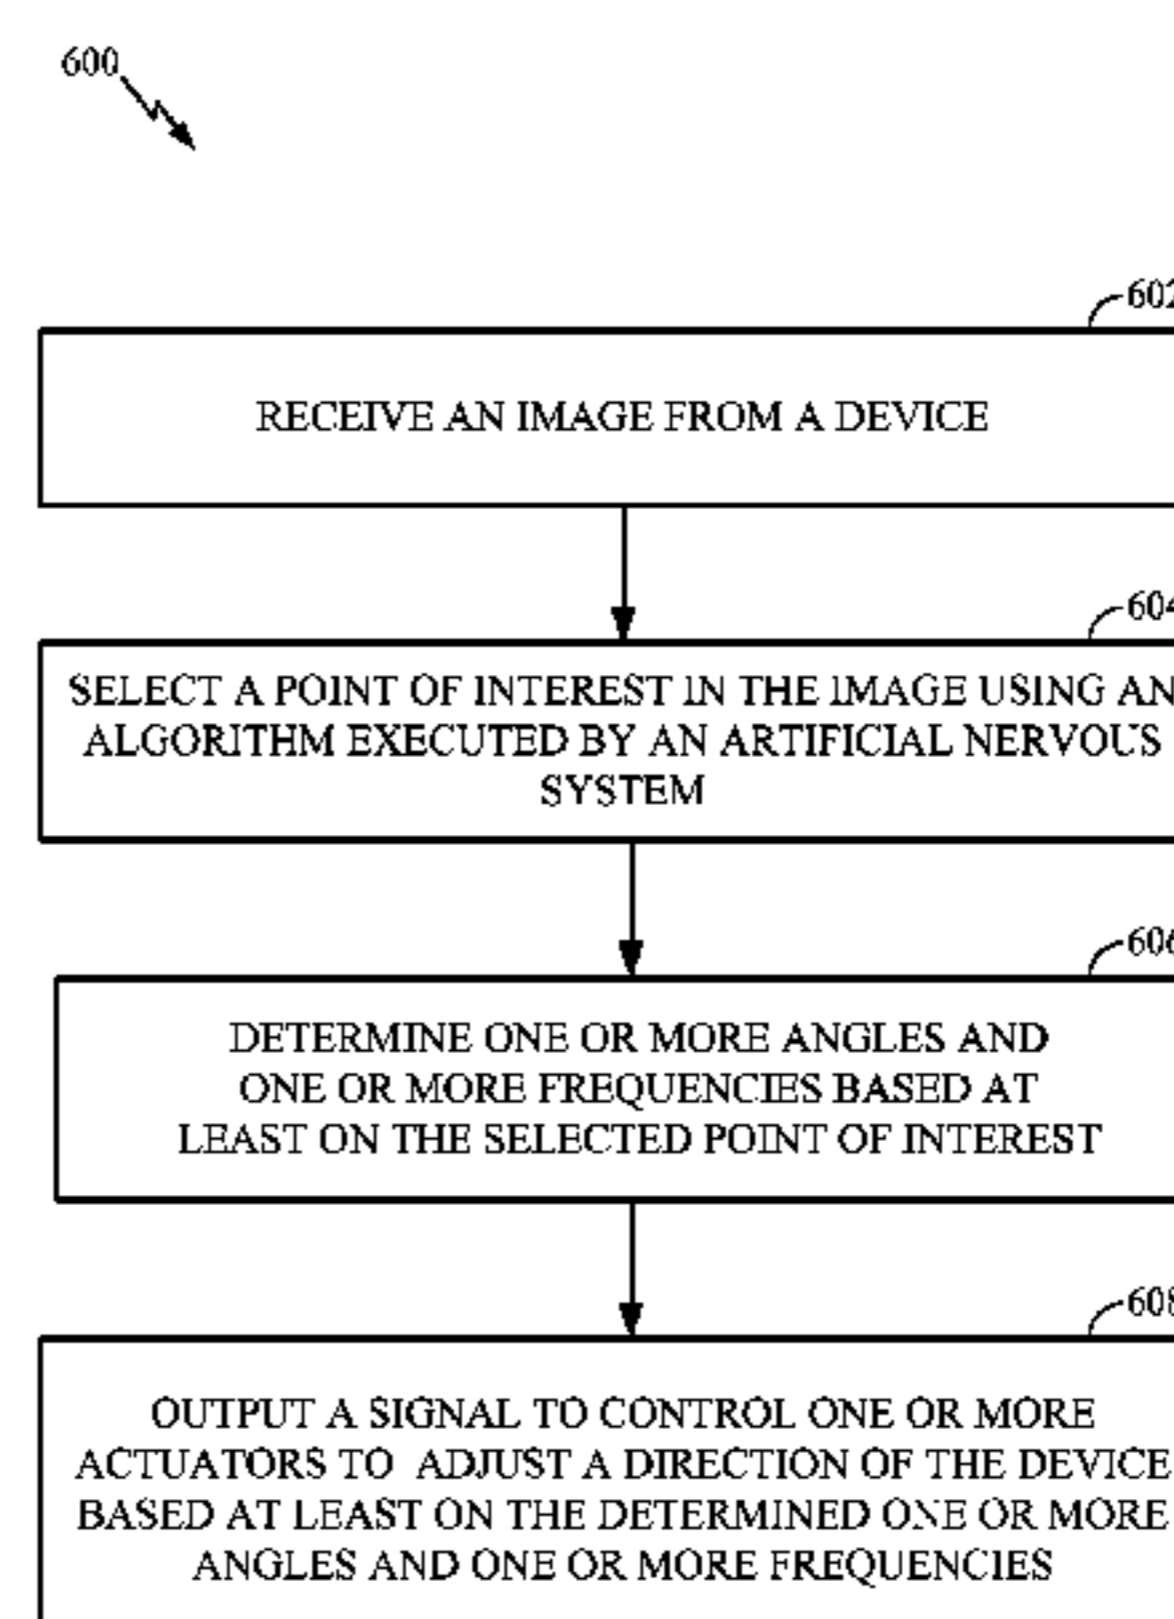 600
602
RECEIVE AN IMAGE FROM A DEVICE
604
SELECT A POINT OF INTEREST IN THE IMAGE USING AN
ALGORITHM EXECUTED BY AN ARTIFICIAL NERVOUS
SYSTEM
606
DETERMINE ONE OR MORE ANGLES AND
ONE OR MORE FREQUENCIES BASED AT
LEAST ON THE SELECTED POINT OF INTEREST
608
OUTPUT A SIGNAL TO CONTROL ONE OR MORE
ACTUATORS TO ADJUST A DIRECTION OF THE DEVICE
BASED AT LEAST ON THE DETERMINED ONE OR MORE
ANGLES AND ONE OR MORE FREQUENCIES